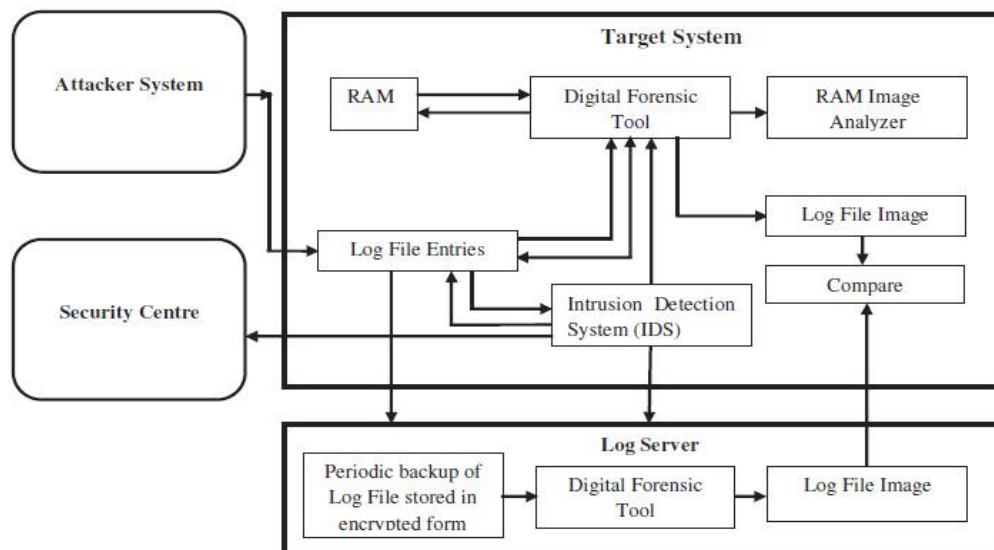 Attacker System
Target System
RAM
Digital Forensic
Tool
RAM Image
Analyzer
Log File Image
Log File Entries
Compare
Security Centre
Intrusion Detection
System (IDS)
Log Server
Periodic backup of
Log File stored in
encrypted form
Digital Forensic
Tool
Log File Image